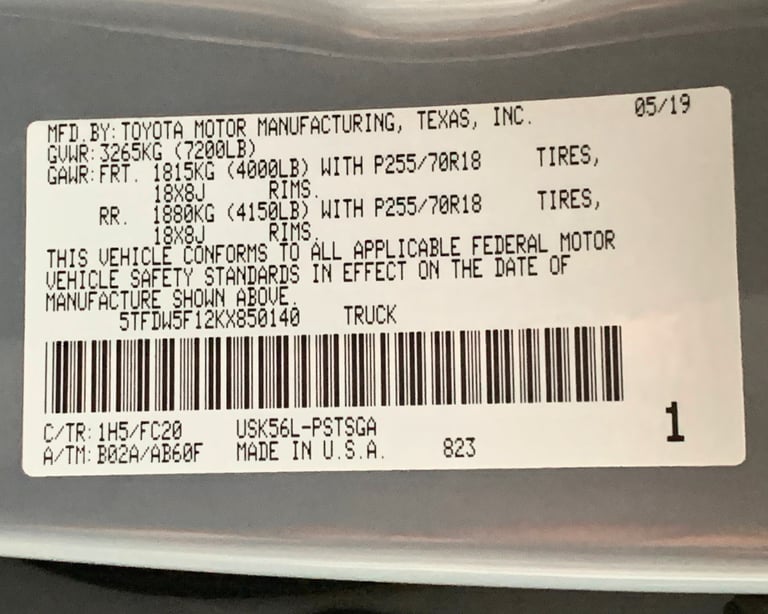 MFD.BY:TOYOTA MOTOR MANUFACTURING, TEXAS, INC. 05/19
GVWR:3265KG (7200LB)
GAWR:FRT. 1815KG (4000LB) WITH P255/70R18 TIRES,
18X8J RIMS.
RR. 1880KG (4150LB) WITH P255/70R18 TIRES,
18X8J RIMS.
THIS VEHICLE CONFORMS TO ALL APPLICABLE FEDERAL MOTOR
VEHICLE SAFETY STANDARDS IN EFFECT ON THE DATE OF
MANUFACTURE SHOWN ABOVE.
5TFDW5F12KX850140 TRUCK
C/TR:1H5/FC20 USK56L-PSTSGA
A/TM:B02A/AB60F MADE IN U.S.A. 823
1